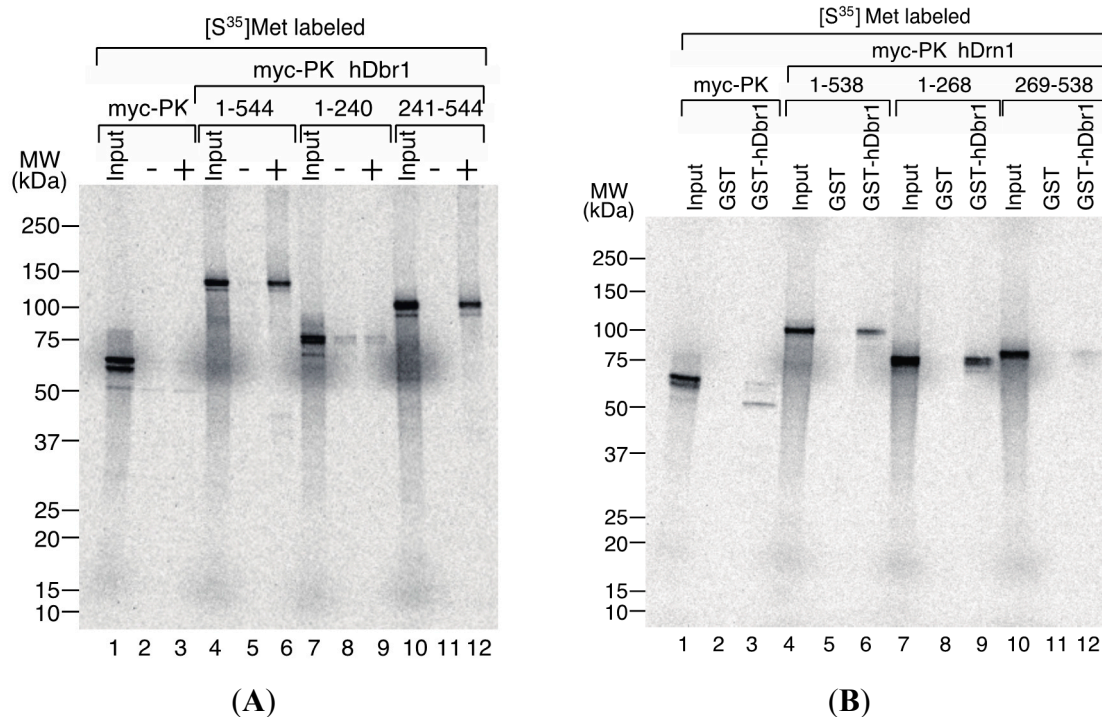 [S³⁵]Met labeled
myc-PK hDbr1
myc-PK 1-544 1-240 241-544
MW
(kDa)
Input - + Input - + Input - + Input - +
250
150
100
75
50
37
25
20
15
10
1 2 3 4 5 6 7 8 9 10 11 12
(A)
[S³⁵] Met labeled
myc-PK hDrn1
myc-PK 1-538 1-268 269-538
MW
(kDa)
Input GST GST-hDbr1 Input GST GST-hDbr1 Input GST GST-hDbr1 Input GST GST-hDbr1
250
150
100
75
50
37
25
20
15
10
1 2 3 4 5 6 7 8 9 10 11 12
(B)